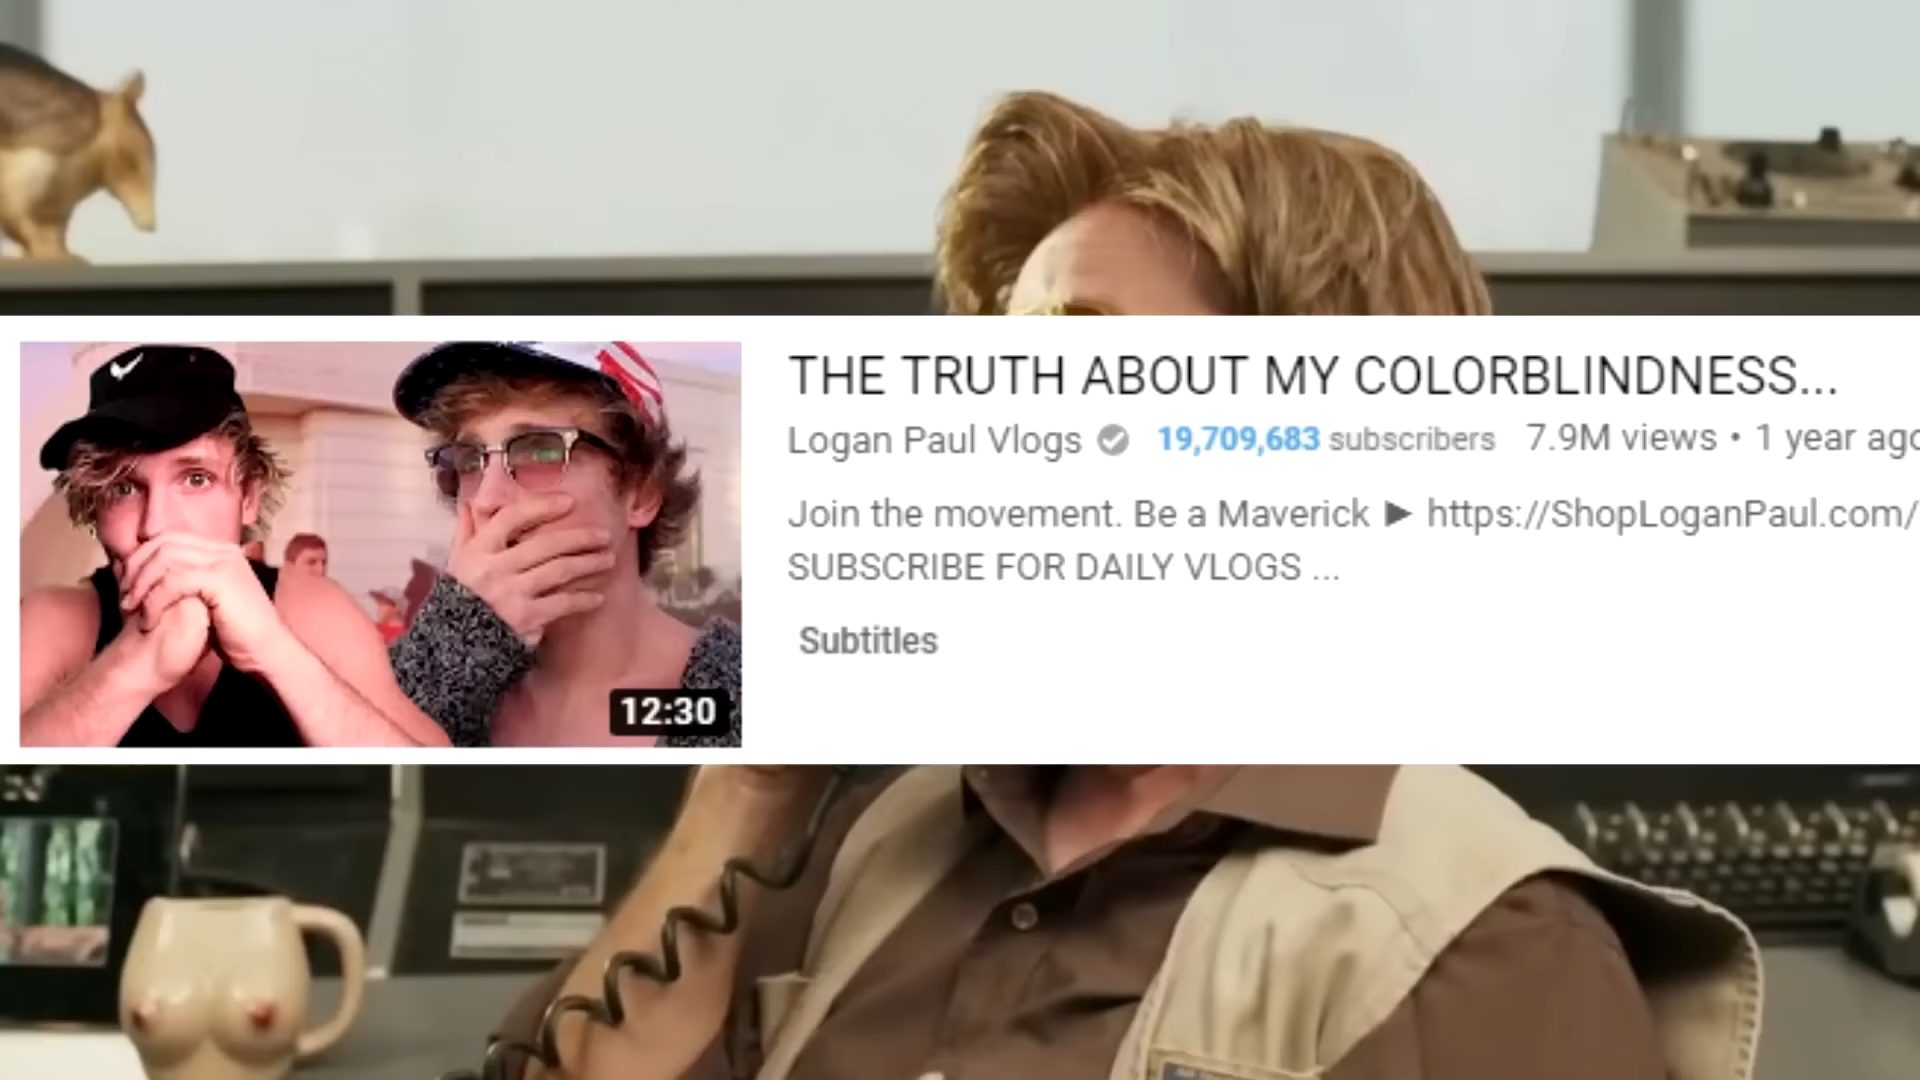 THE TRUTH ABOUT MY COLORBLINDNESS...
Logan Paul Vlogs 19,709,683 subscribers 7.9M views • 1 year ago
Join the movement. Be a Maverick ► https://ShopLoganPaul.com/
SUBSCRIBE FOR DAILY VLOGS ...
Subtitles
12:30